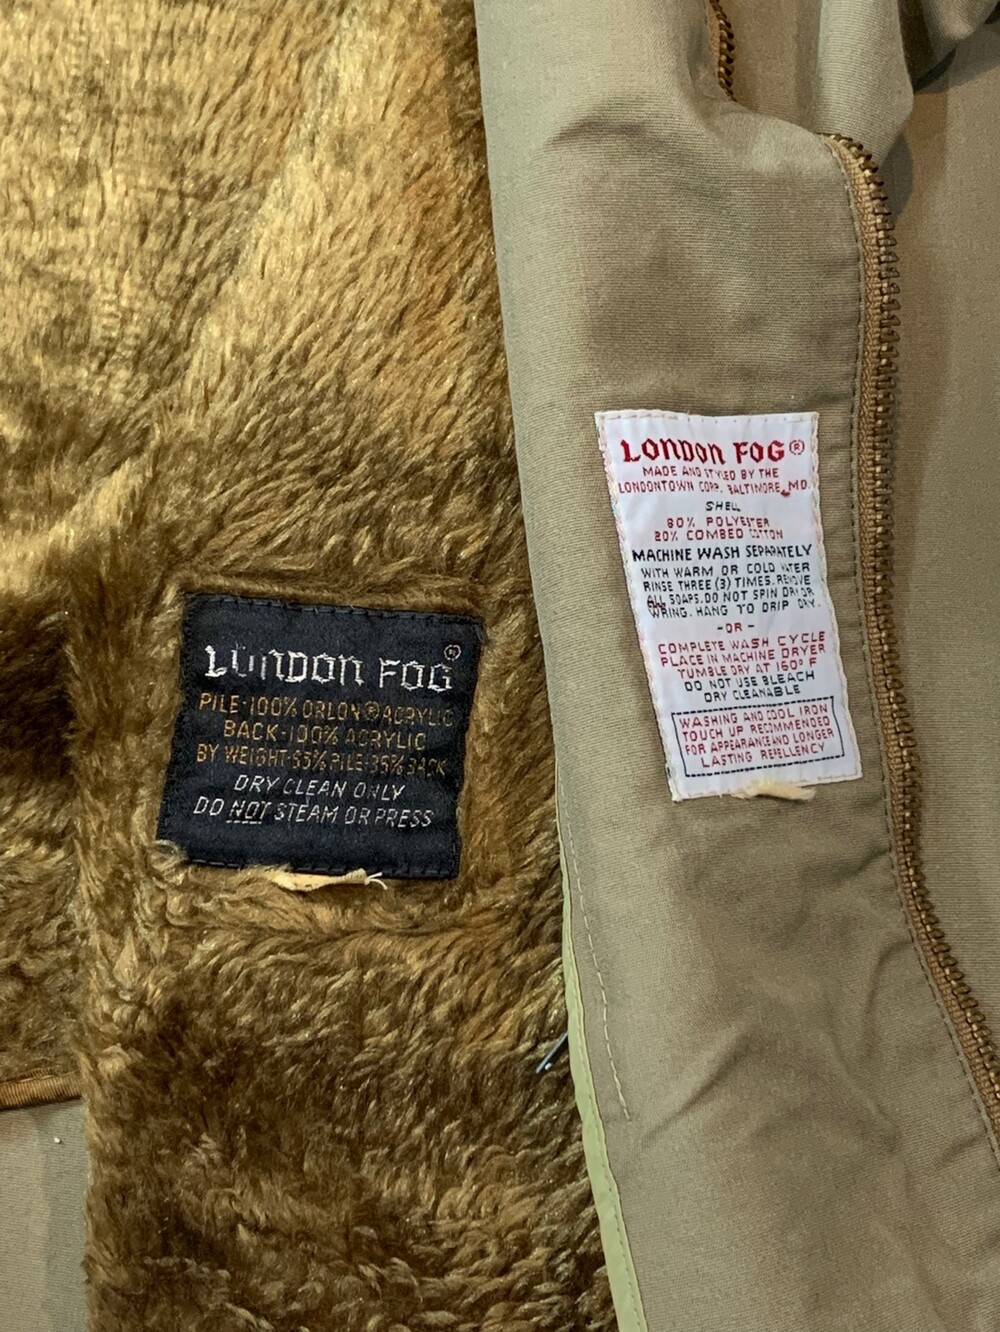 LONDON FOG®
PILE-100% ORLON® ACRYLIC
BACK-100% ACRYLIC
BY WEIGHT-65% PILE-35% BACK
DRY CLEAN ONLY
DO NOT STEAM OR PRESS
LONDON FOG®
MADE AND STYLED BY THE
LONDONTOWN CORP. BALTIMORE, MD.
SHELL
80% POLYESTER
20% COMBED COTTON
MACHINE WASH SEPARATELY
WITH WARM OR COLD WATER
RINSE THREE (3) TIMES. REMOVE
ALL SOAPS. DO NOT SPIN DRY OR
WRING. HANG TO DRIP DRY.
-OR-
COMPLETE WASH CYCLE
PLACE IN MACHINE DRYER
TUMBLE DRY AT 160° F
DO NOT USE BLEACH
DRY CLEANABLE
WASHING AND COOL IRON
TOUCH UP RECOMMENDED
FOR APPEARANCE AND LONGER
LASTING REPELLENCY